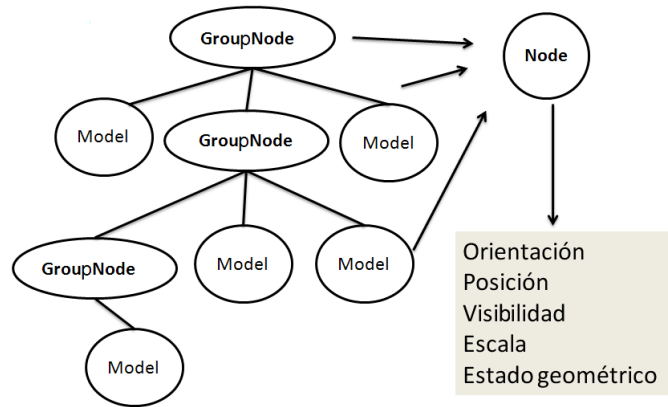 GroupNode
Node
Model
GroupNode
Model
GroupNode
Model
Model
Model
Orientación
Posición
Visibilidad
Escala
Estado geométrico